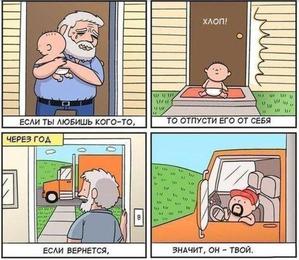 ЕСЛИ ТЫ ЛЮБИШЬ КОГО-ТО,
ХЛОП!
ТО ОТПУСТИ ЕГО ОТ СЕБЯ
ЧЕРЕЗ ГОД
ЕСЛИ ВЕРНЕТСЯ,
ЗНАЧИТ, ОН - ТВОЙ.